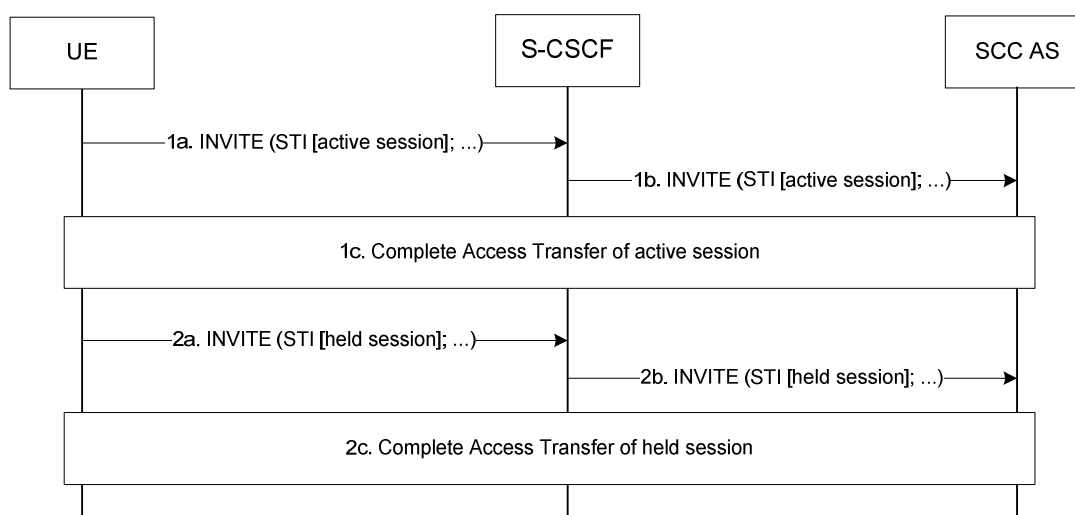 UE
S-CSCF
SCC AS
1a. INVITE (STI [active session]; ...)
1b. INVITE (STI [active session]; ...)
1c. Complete Access Transfer of active session
2a. INVITE (STI [held session]; ...)
2b. INVITE (STI [held session]; ...)
2c. Complete Access Transfer of held session